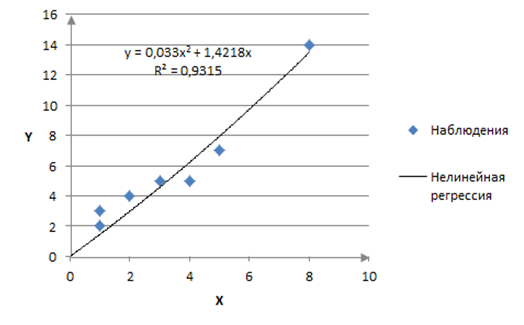 16
14
12
10
8
6
4
2
0
y = 0,033x² + 1,4218x
R² = 0,9315
Y
0 2 4 6 8 10
X
Наблюдения
Нелинейная
регрессия